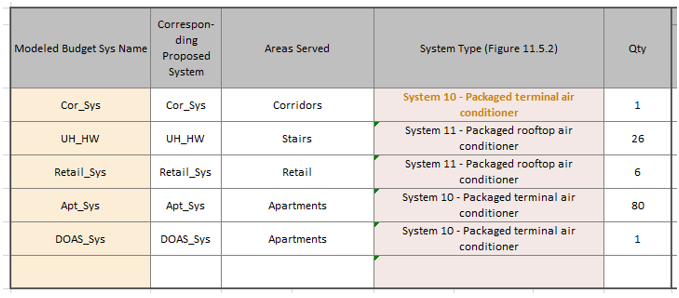 Modeled Budget Sys Name
Correspon-
ding
Proposed
System
Areas Served
System Type (Figure 11.5.2)
Qty
Cor_Sys
Cor_Sys
Corridors
System 10 - Packaged terminal air
conditioner
1
UH_HW
UH_HW
Stairs
System 11 - Packaged rooftop air
conditioner
26
Retail_Sys
Retail_Sys
Retail
System 11 - Packaged rooftop air
conditioner
6
Apt_Sys
Apt_Sys
Apartments
System 10 - Packaged terminal air
conditioner
80
DOAS_Sys
DOAS_Sys
Apartments
System 10 - Packaged terminal air
conditioner
1